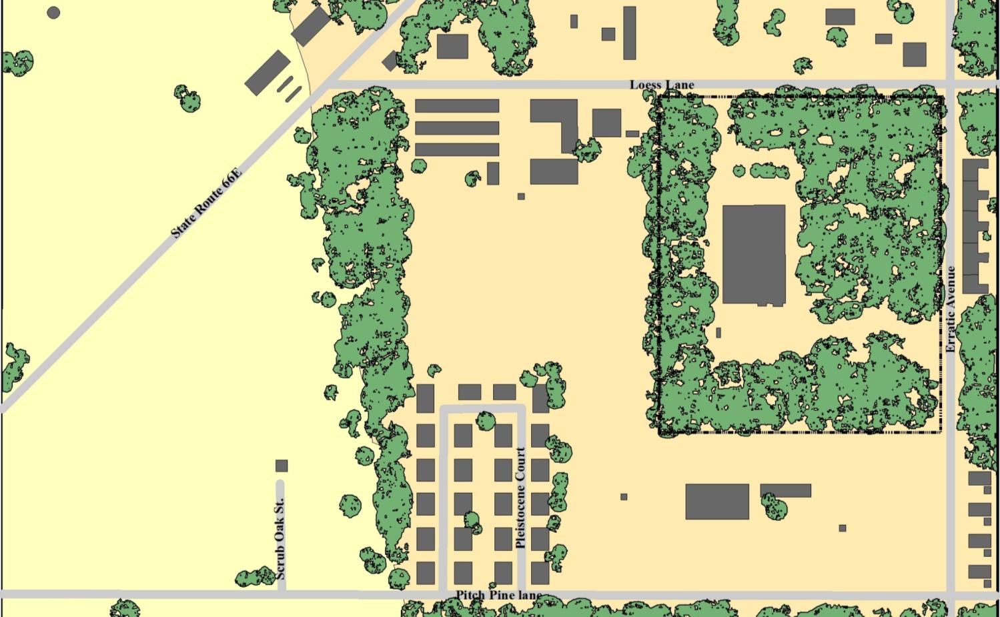 Loess Lane
State Route 66E
Erratic Avenue
Pleistocene Court
Scrub Oak St.
Pitch Pine lane